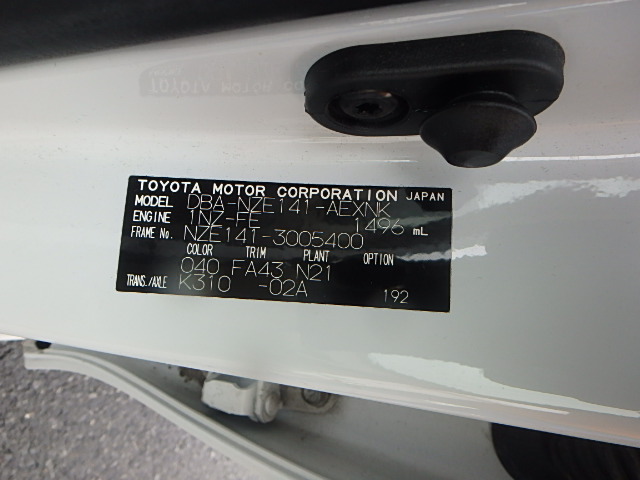 TOYOTA MOTOR CORPORATION JAPAN
MODEL DBA-NZE141-AEXNK
ENGINE 1NZ-FE 1496 mL
FRAME No. NZE141-3005400
COLOR TRIM PLANT OPTION
040 FA43 N21
TRANS./AXLE K310 -02A
192